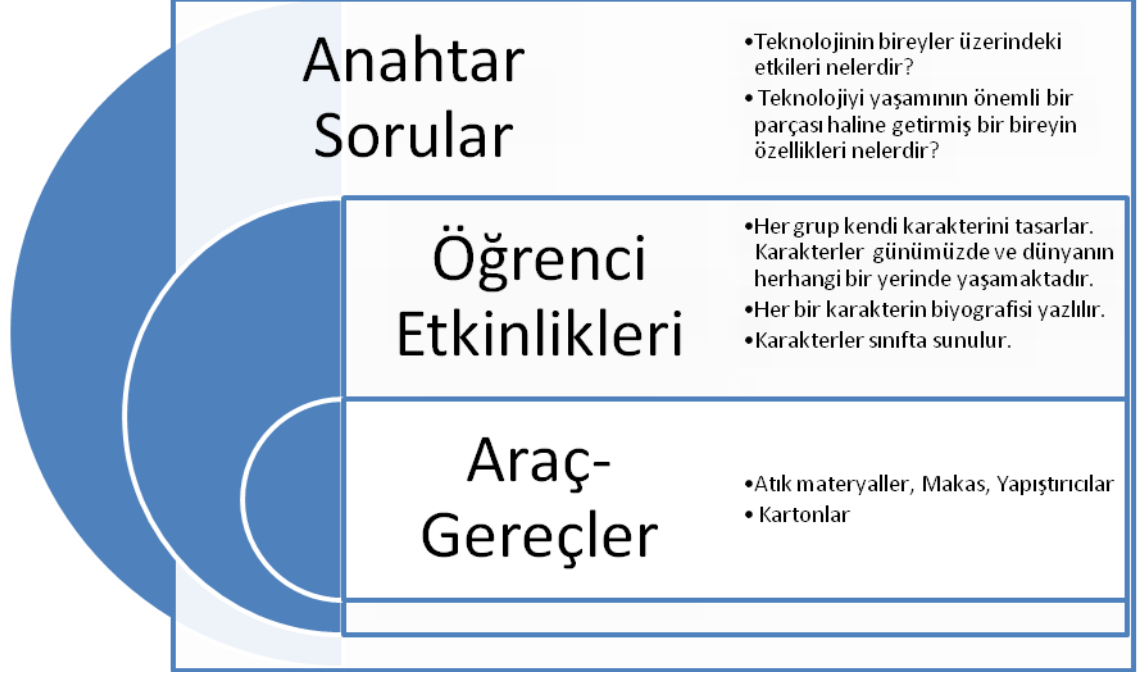 Anahtar
Sorular
•Teknolojinin bireyler üzerindeki
etkileri nelerdir?
• Teknolojiyi yaşamının önemli bir
parçası haline getirmiş bir bireyin
özellikleri nelerdir?
Öğrenci
Etkinlikleri
•Her grup kendi karakterini tasarlar.
Karakterler günümüzde ve dünyanın
herhangi bir yerinde yaşamaktadır.
•Her bir karakterin biyografisi yazlılır.
•Karakterler sınıfta sunulur.
Araç-
Gereçler
•Atık materyaller, Makas, Yapıştırıcılar
• Kartonlar